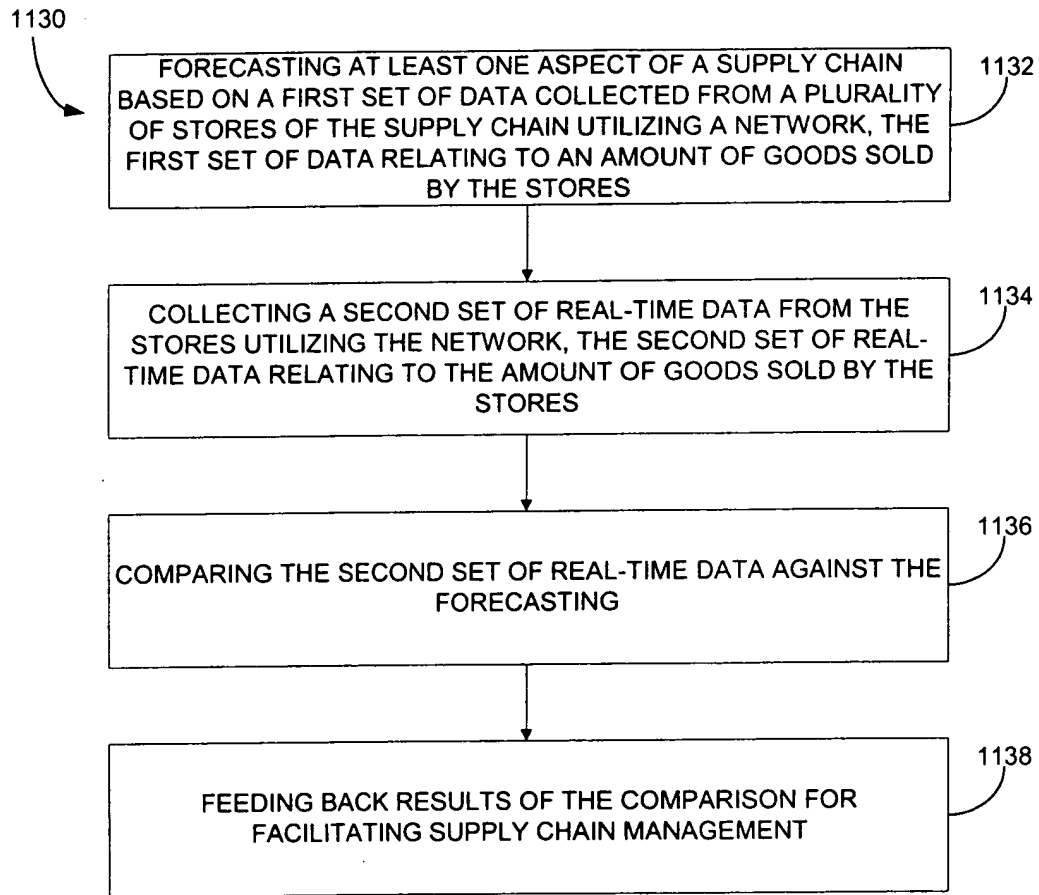 1130
FORECASTING AT LEAST ONE ASPECT OF A SUPPLY CHAIN
BASED ON A FIRST SET OF DATA COLLECTED FROM A PLURALITY
OF STORES OF THE SUPPLY CHAIN UTILIZING A NETWORK, THE
FIRST SET OF DATA RELATING TO AN AMOUNT OF GOODS SOLD
BY THE STORES
1132
COLLECTING A SECOND SET OF REAL-TIME DATA FROM THE
STORES UTILIZING THE NETWORK, THE SECOND SET OF REAL-
TIME DATA RELATING TO THE AMOUNT OF GOODS SOLD BY THE
STORES
1134
COMPARING THE SECOND SET OF REAL-TIME DATA AGAINST THE
FORECASTING
1136
FEEDING BACK RESULTS OF THE COMPARISON FOR
FACILITATING SUPPLY CHAIN MANAGEMENT
1138